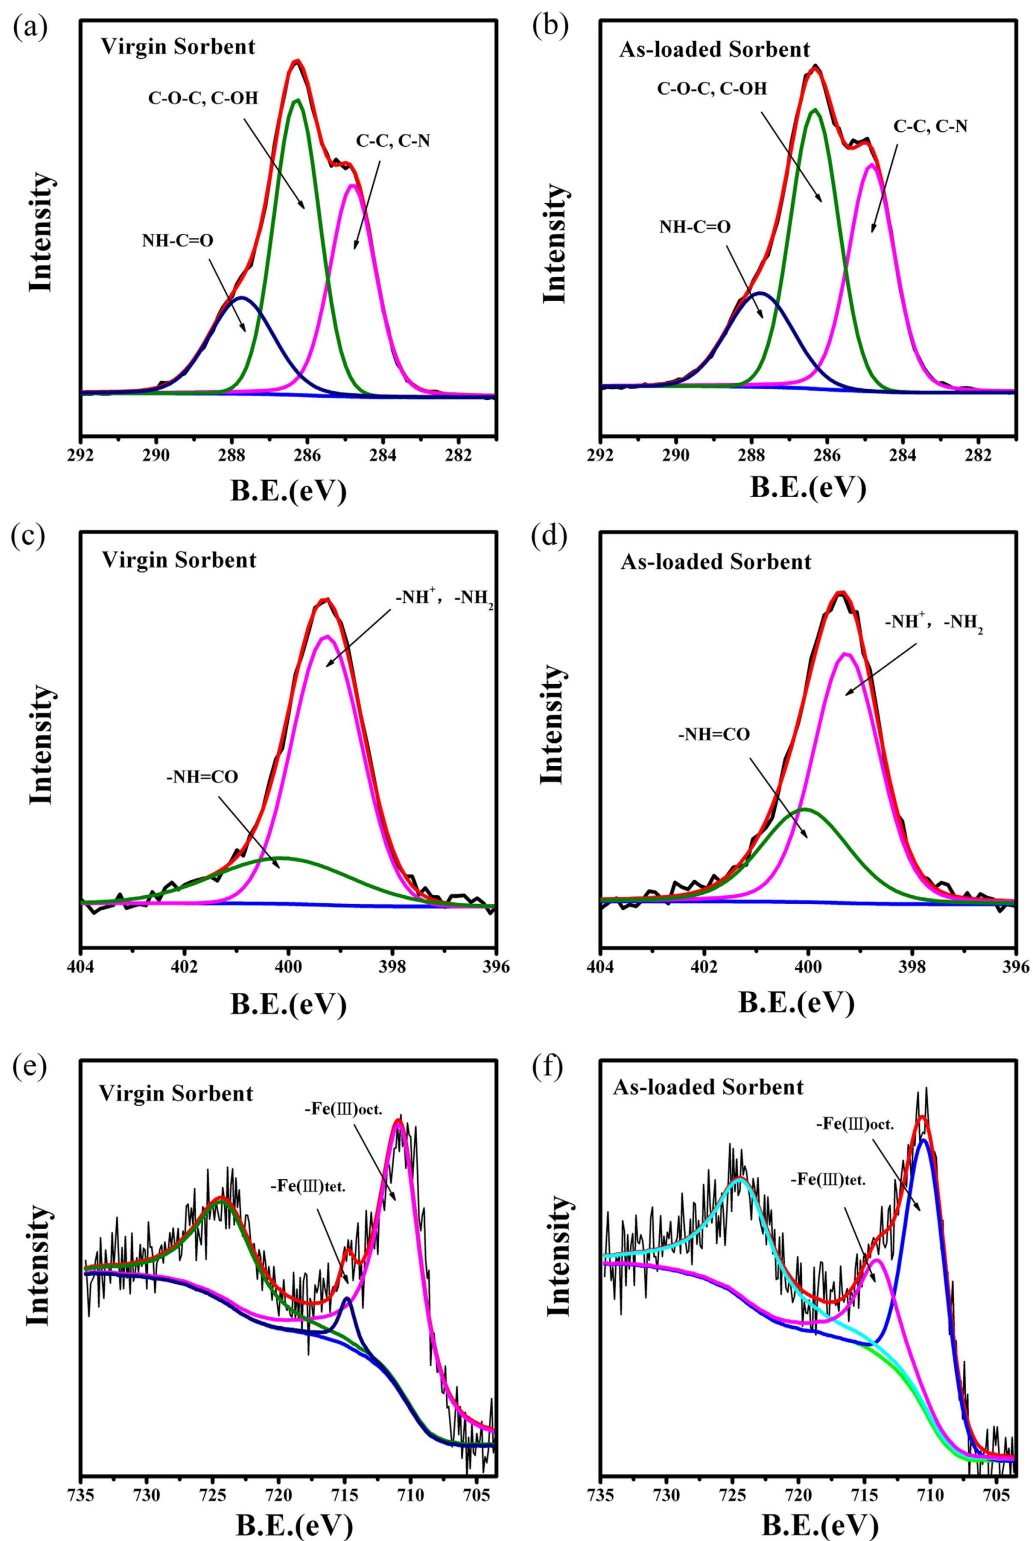 (a)
Virgin Sorbent
C-O-C, C-OH
C-C, C-N
NH-C=O
Intensity
292 290 288 286 284 282
B.E.(eV)
(b)
As-loaded Sorbent
C-O-C, C-OH
C-C, C-N
NH-C=O
Intensity
292 290 288 286 284 282
B.E.(eV)
(c)
Virgin Sorbent
-NH⁺, -NH₂
-NH=CO
Intensity
404 402 400 398 396
B.E.(eV)
(d)
As-loaded Sorbent
-NH⁺, -NH₂
-NH=CO
Intensity
404 402 400 398 396
B.E.(eV)
(e)
Virgin Sorbent
-Fe(Ⅲ)oct.
-Fe(Ⅲ)tet.
Intensity
735 730 725 720 715 710 705
B.E.(eV)
(f)
As-loaded Sorbent
-Fe(Ⅲ)oct.
-Fe(Ⅲ)tet.
Intensity
735 730 725 720 715 710 705
B.E.(eV)